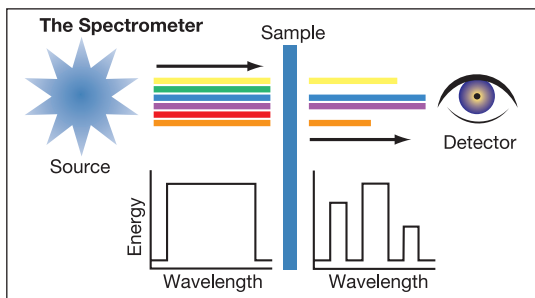 The Spectrometer
Sample
Source
Detector
Energy
Wavelength
Wavelength